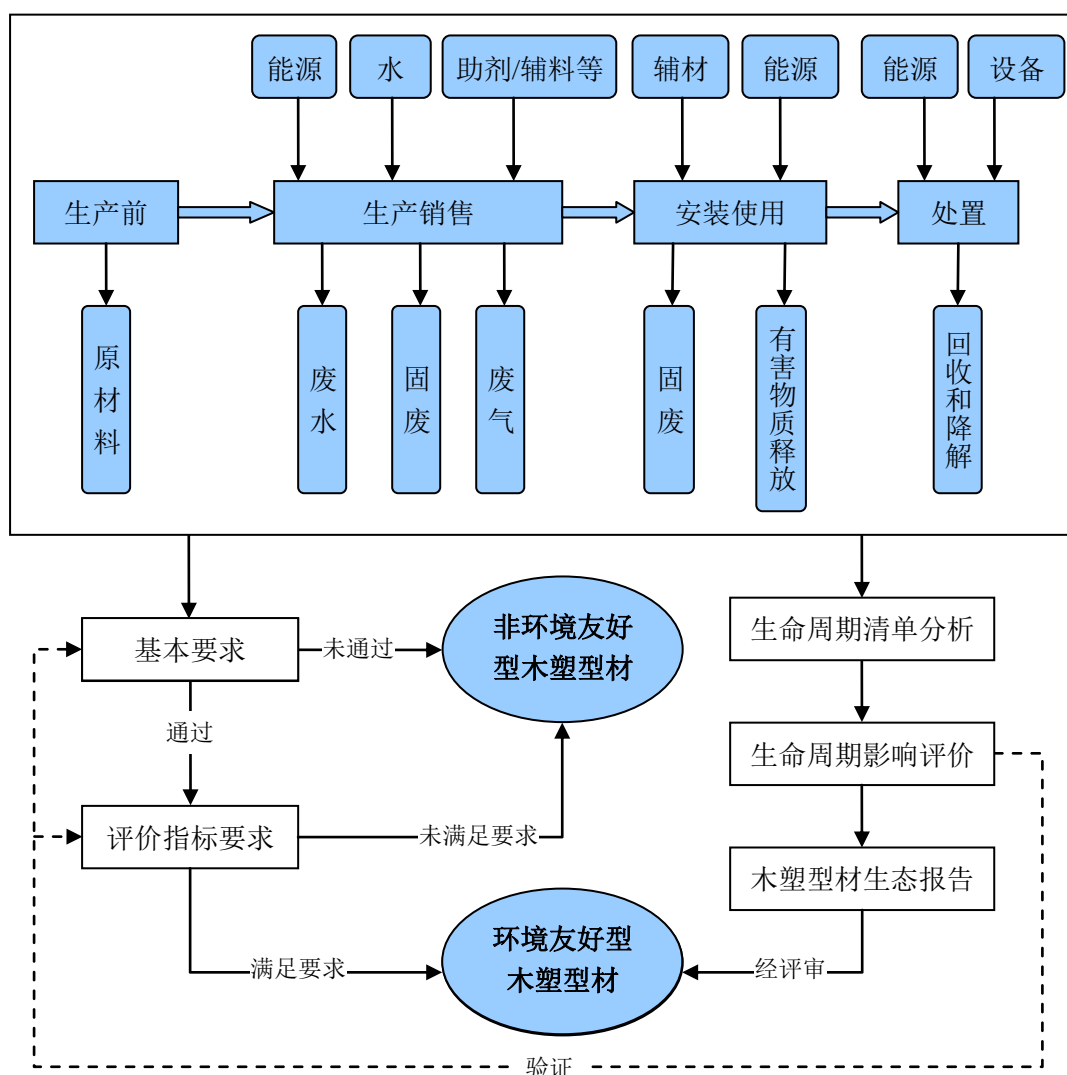 能源
水
助剂/辅料等
辅材
能源
能源
设备
生产前
生产销售
安装使用
处置
原材料
废水
固废
废气
固废
有害物质释放
回收和降解
基本要求
未通过
非环境友好
型木塑型材
生命周期清单分析
通过
生命周期影响评价
评价指标要求
未满足要求
木塑型材生态报告
满足要求
环境友好型
木塑型材
经评审
验证